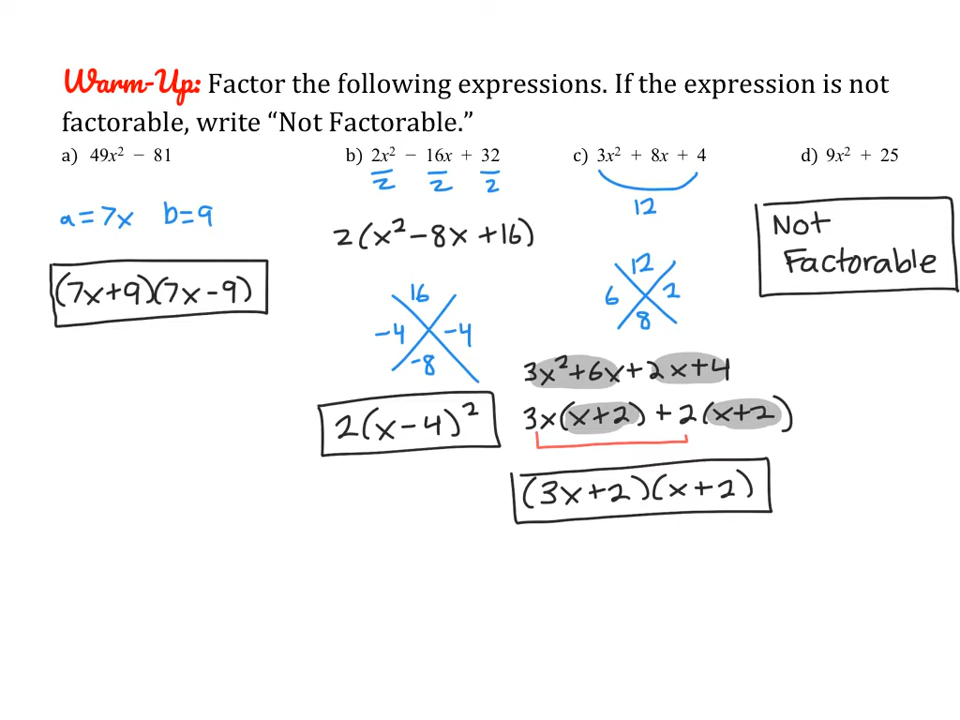 Warm-Up: Factor the following expressions. If the expression is not
factorable, write “Not Factorable.”
a) 49x² − 81
a = 7x b = 9
(7x+9)(7x−9)
b) 2x² − 16x + 32
2 2 2
2(x²−8x+16)
16
−4 −4
−8
2(x−4)²
c) 3x² + 8x + 4
12
12
6 2
8
3x²+6x+2x+4
3x(x+2)+2(x+2)
(3x+2)(x+2)
d) 9x² + 25
Not
Factorable